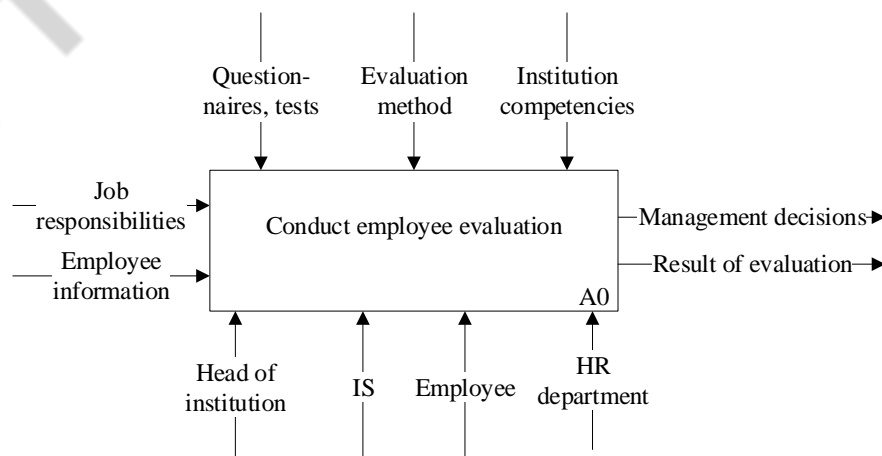 Question-
naires, tests
Evaluation
method
Institution
competencies
Job
responsibilities
Employee
information
Conduct employee evaluation
A0
Management decisions
Result of evaluation
Head of
institution
IS
Employee
HR
department